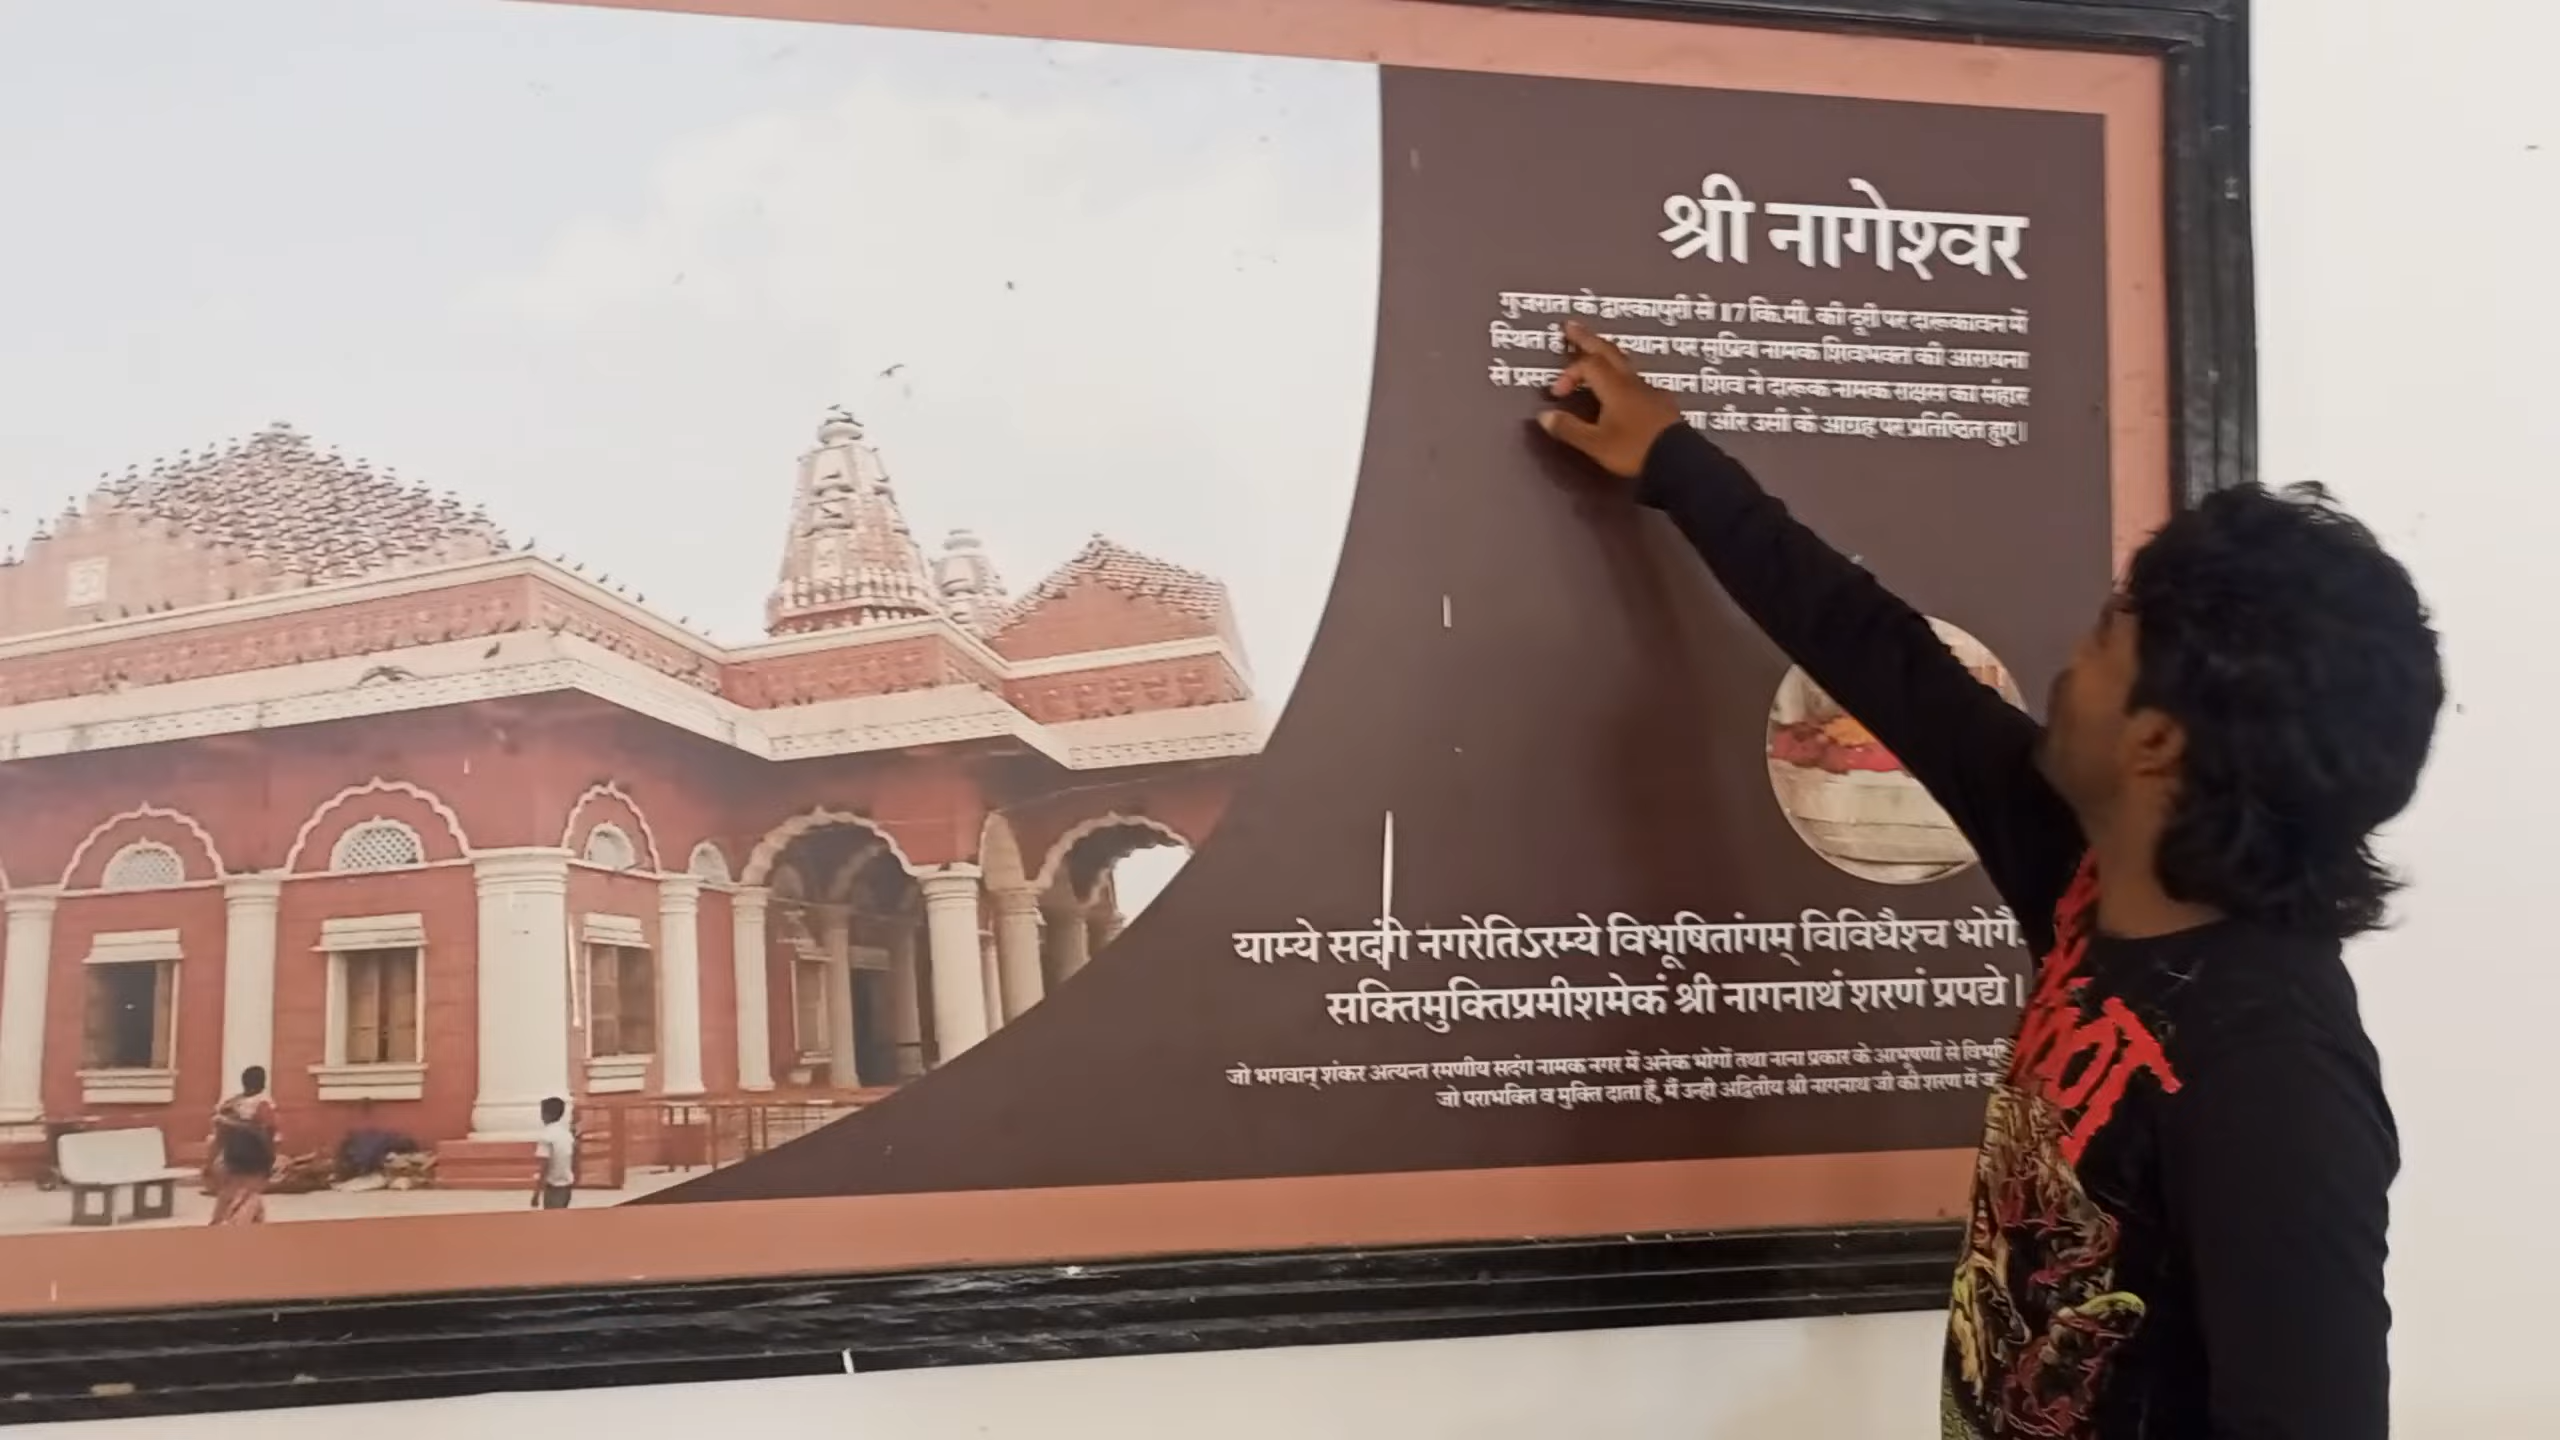 श्री नागेश्वर
गुजरात के द्वारकापुरी से 17 कि.मी. की दूरी पर दारूकावन में
स्थित है। स्थान पर सुप्रिय नामक शिवभक्त की आराधना
से भगवान शिव ने दारूक नामक राक्षस का संहार
था और उसी के आग्रह पर प्रतिष्ठित हुए।
याम्ये सदंगे नगरेतिऽरम्ये विभूषितांगम् विविधैश्च
सक्तिमुक्तिप्रमीशमेकं श्री नागनाथं शरणं प्रपद्ये।
जो भगवान् शंकर अत्यन्त रमणीय सदंग नामक नगर में अनेक भोगों तथा नाना प्रकार के आभूषणों से
जो पराभक्ति व मुक्ति दाता हैं, मैं उन्ही अद्वितीय श्री नागनाथ जी की शरण में